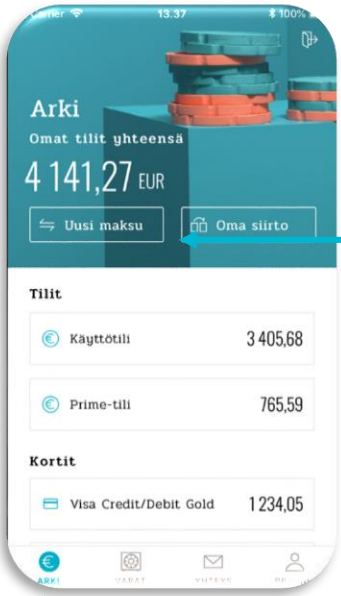 Carrier 13.37 100%
Arki
Omat tilit yhteensä
4 141,27 EUR
Uusi maksu Oma siirto
Tilit
Käyttötili 3 405,68
Prime-tili 765,59
Kortit
Visa Credit/Debit Gold 1 234,05
ARKI VARAT YHTEYS